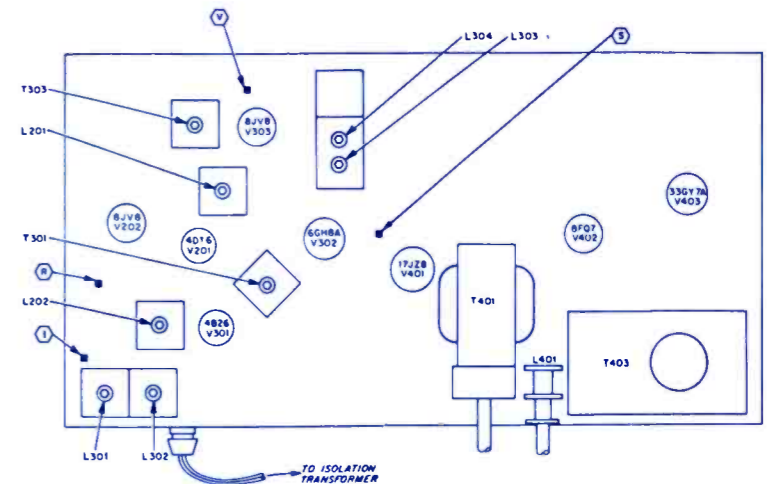 V
L304
L303
S
T303
8JV8
V303
L201
33GY7A
V403
8JV8
V202
4DT6
V201
6GH8A
V302
8FQ7
V402
T301
17JZ8
V401
R
L202
4BZ6
V301
T401
I
L401
T403
L301
L302
TO ISOLATION
TRANSFORMER